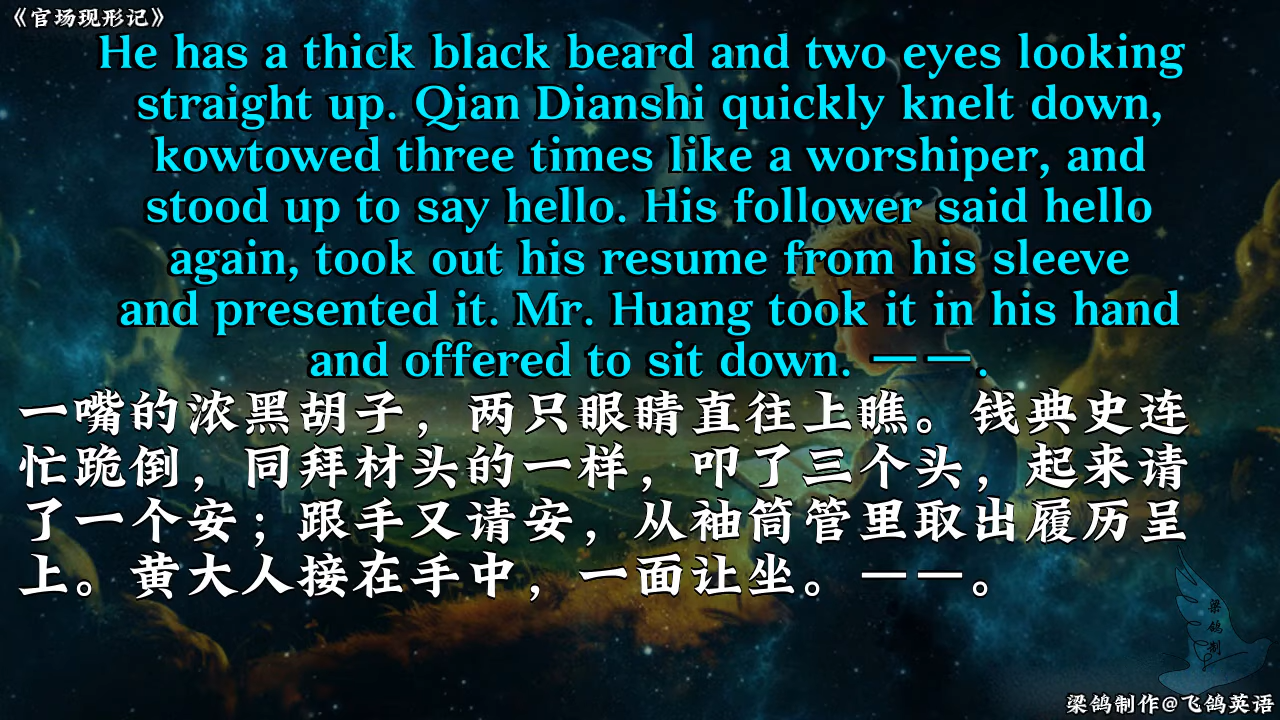 《官场现形记》
He has a thick black beard and two eyes looking
straight up. Qian Dianshi quickly knelt down,
kowtowed three times like a worshiper, and
stood up to say hello. His follower said hello
again, took out his resume from his sleeve
and presented it. Mr. Huang took it in his hand
and offered to sit down. 一一.
一嘴的浓黑胡子，两只眼睛直往上瞧。钱典史连
忙跪倒，同拜材头的一样，叩了三个头，起来请
了一个安；跟手又请安，从袖筒管里取出履历呈
上。黄大人接在手中，一面让坐。一一。
梁鸽制
梁鸽制作@飞鸽英语